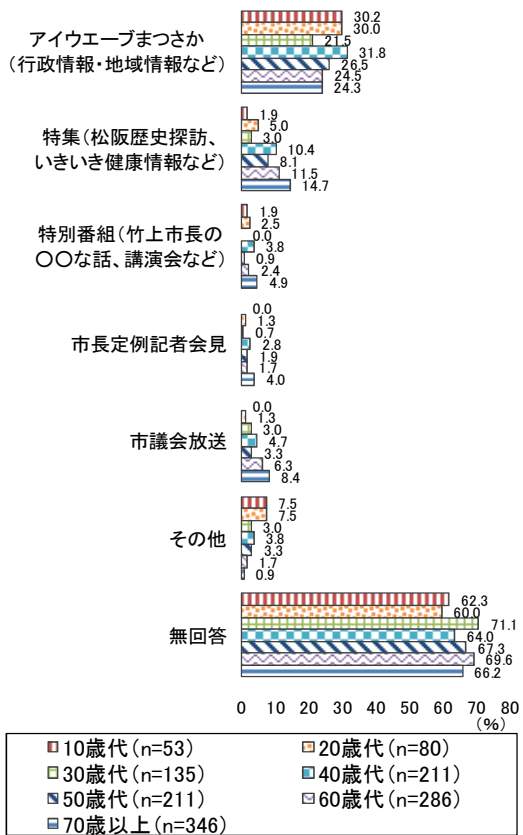 アイウエーブまつさか
(行政情報・地域情報など)
30.2
30.0
21.5
31.8
26.5
24.5
24.3
特集(松阪歴史探訪、
いきいき健康情報など)
1.9
5.0
3.0
10.4
8.1
11.5
14.7
特別番組(竹上市長の
〇〇な話、講演会など)
1.9
2.5
0.0
3.8
0.9
2.4
4.9
市長定例記者会見
0.0
1.3
0.7
2.8
1.9
1.7
4.0
市議会放送
0.0
1.3
3.0
4.7
3.3
6.3
8.4
その他
7.5
7.5
3.0
3.8
3.3
1.7
0.9
無回答
62.3
60.0
71.1
64.0
67.3
69.6
66.2
0 10 20 30 40 50 60 70 80
(%)
10歳代(n=53)
20歳代(n=80)
30歳代(n=135)
40歳代(n=211)
50歳代(n=211)
60歳代(n=286)
70歳以上(n=346)